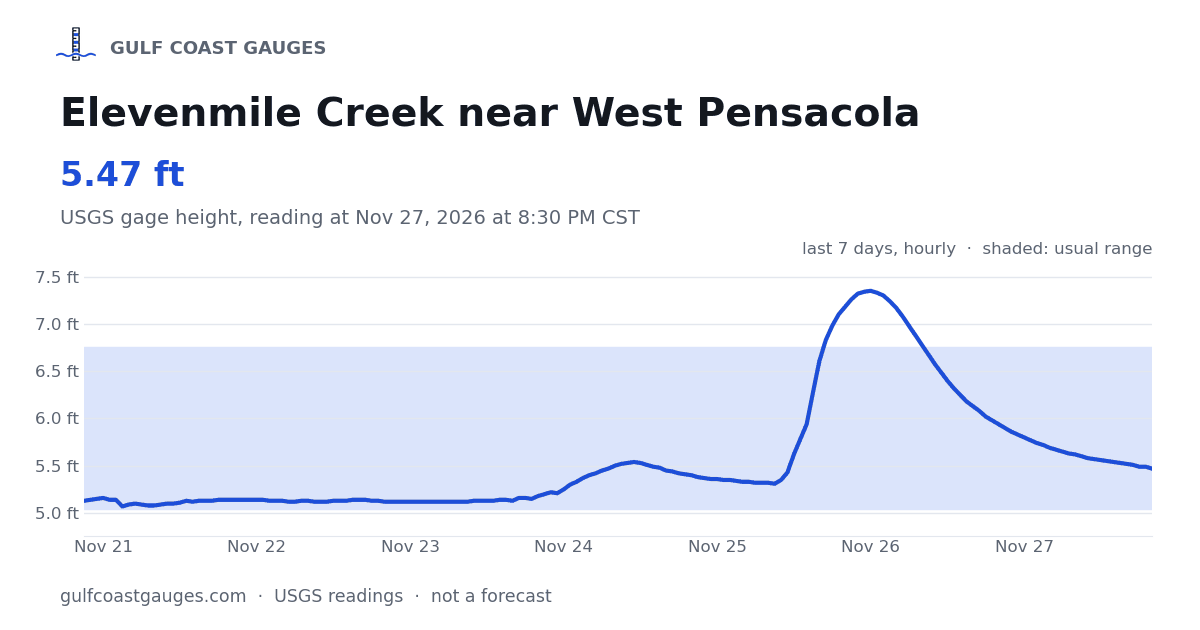 GULF COAST GAUGES
Elevenmile Creek near West Pensacola
5.47 ft
USGS gage height, reading at Nov 27, 2026 at 8:30 PM CST
last 7 days, hourly · shaded: usual range
7.5 ft
7.0 ft
6.5 ft
6.0 ft
5.5 ft
5.0 ft
Nov 21 Nov 22 Nov 23 Nov 24 Nov 25 Nov 26 Nov 27
gulfcoastgauges.com · USGS readings · not a forecast